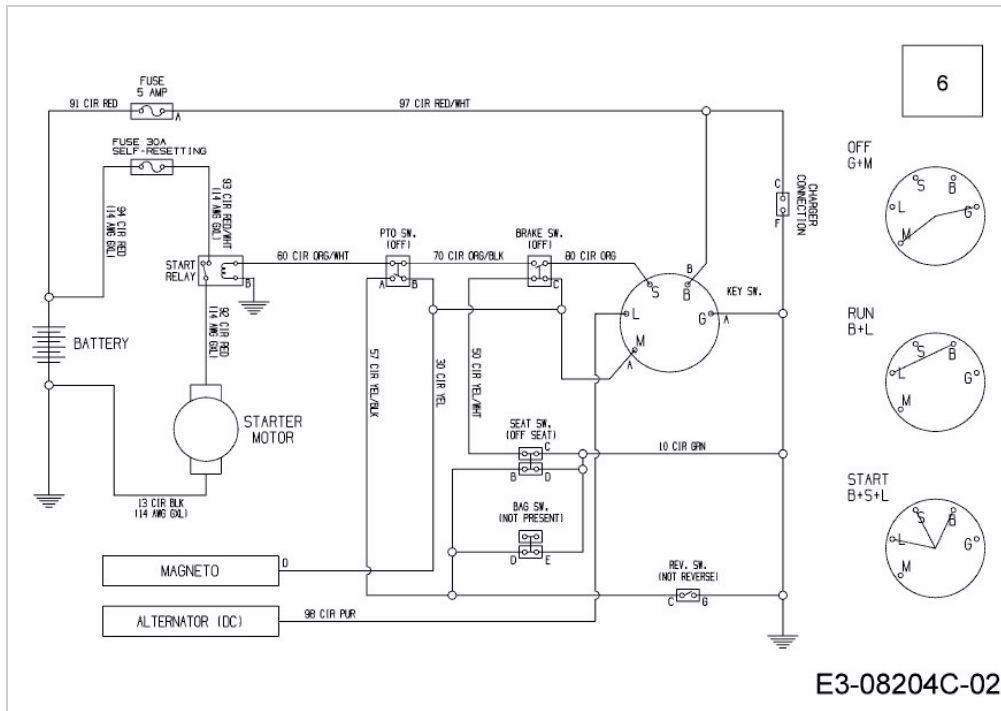 FUSE
5 AMP
91 CIR RED
A
97 CIR RED/WHT
6
FUSE 30A
SELF-RESETTING
OFF
G+M
S
B
L
G
M
94 CIR RED
(14 AWG GXL)
93 CIR RED/WHT
(14 AWG GXL)
C
F
CHARGER
CONNECTION
PTO SW.
(OFF)
BRAKE SW.
(OFF)
60 CIR ORG/WHT
70 CIR ORG/BLK
80 CIR ORG
START
RELAY
B
A
B
C
B
KEY SW.
S
B
L
G
M
A
A
RUN
B+L
S
B
L
G
M
BATTERY
92 CIR RED
(14 AWG GXL)
57 CIR YEL/BLK
30 CIR YEL
50 CIR YEL/WHT
STARTER
MOTOR
SEAT SW.
(OFF SEAT)
C
B
D
10 CIR GRN
START
B+S+L
S
B
L
G
M
13 CIR BLK
(14 AWG GXL)
BAG SW.
(NOT PRESENT)
D
E
MAGNETO
D
REV. SW.
(NOT REVERSE)
C
G
ALTERNATOR (DC)
98 CIR PUR
E3-08204C-02